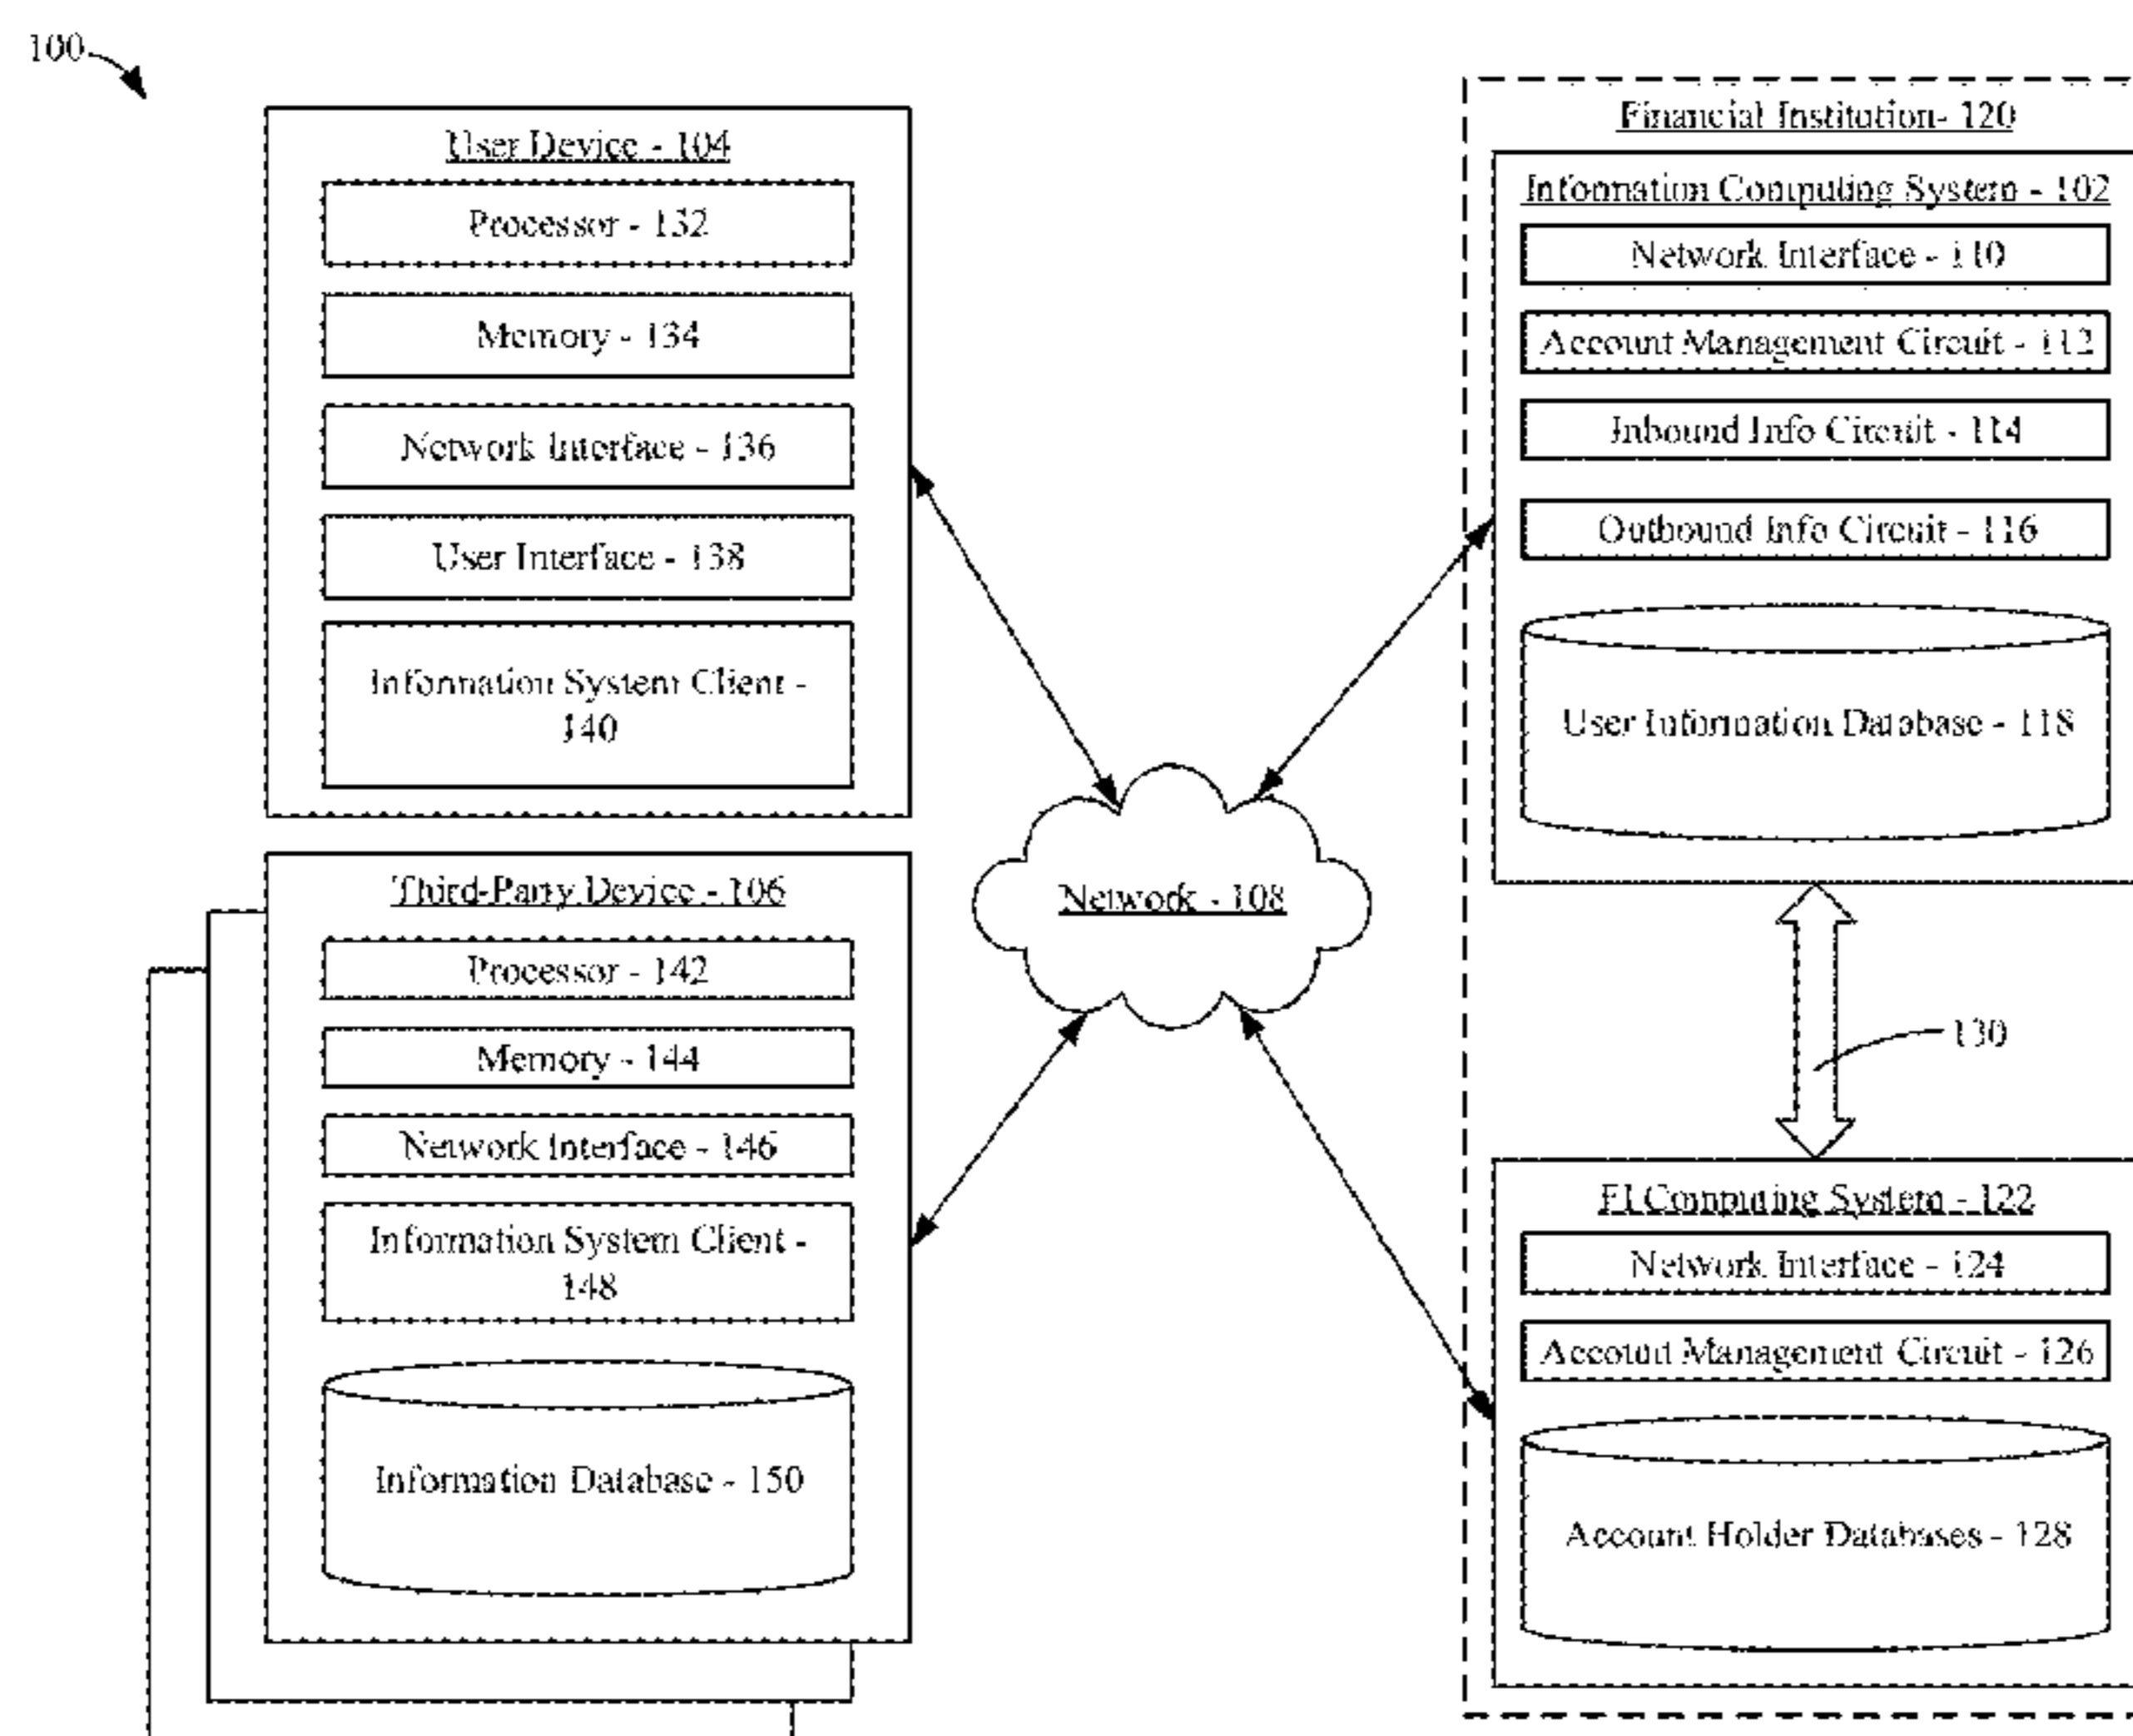 100
User Device - 104
Processor - 132
Memory - 134
Network Interface - 136
User Interface - 138
Information System Client -
140
Third-Party Device - 106
Processor - 142
Memory - 144
Network Interface - 146
Information System Client -
148
Information Database - 150
Network - 108
Financial Institution- 120
Information Computing System - 102
Network Interface - 110
Account Management Circuit - 112
Inbound Info Circuit - 114
Outbound Info Circuit - 116
User Information Database - 118
130
FI Computing System - 122
Network Interface - 124
Account Management Circuit - 126
Account Holder Databases - 128